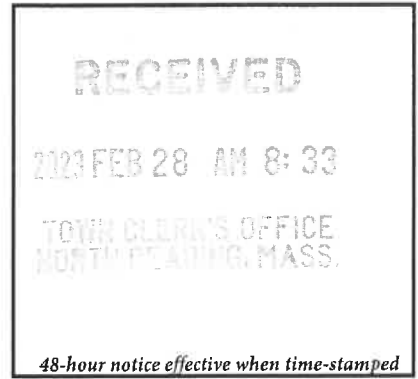 RECEIVED
2023 FEB 28 AM 8: 33
TOWN CLERK'S OFFICE
NORTH READING, MASS.
48-hour notice effective when time-stamped